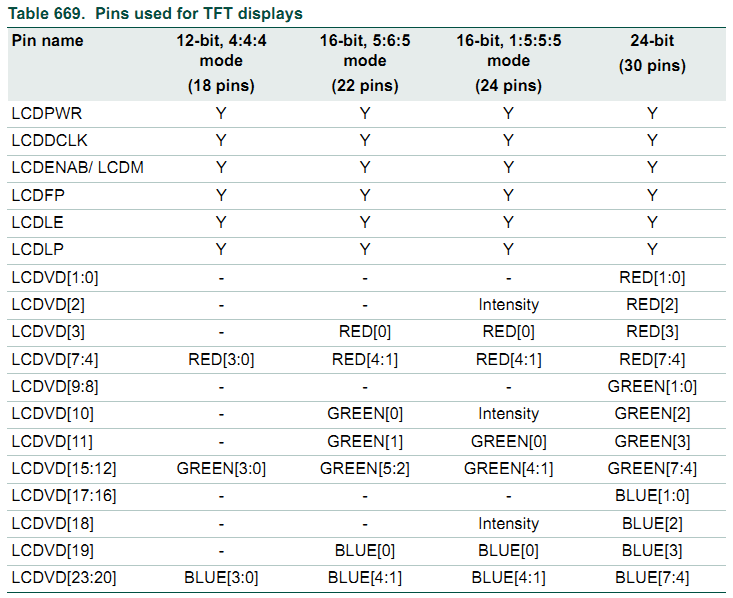 Table 669. Pins used for TFT displays
Pin name 12-bit, 4:4:4 mode (18 pins) 16-bit, 5:6:5 mode (22 pins) 16-bit, 1:5:5:5 mode (24 pins) 24-bit (30 pins)
LCDPWR Y Y Y Y
LCDDCLK Y Y Y Y
LCDENAB/ LCDM Y Y Y Y
LCDFP Y Y Y Y
LCDLE Y Y Y Y
LCDLP Y Y Y Y
LCDVD[1:0] - - - RED[1:0]
LCDVD[2] - - Intensity RED[2]
LCDVD[3] - RED[0] RED[0] RED[3]
LCDVD[7:4] RED[3:0] RED[4:1] RED[4:1] RED[7:4]
LCDVD[9:8] - - - GREEN[1:0]
LCDVD[10] - GREEN[0] Intensity GREEN[2]
LCDVD[11] - GREEN[1] GREEN[0] GREEN[3]
LCDVD[15:12] GREEN[3:0] GREEN[5:2] GREEN[4:1] GREEN[7:4]
LCDVD[17:16] - - - BLUE[1:0]
LCDVD[18] - - Intensity BLUE[2]
LCDVD[19] - BLUE[0] BLUE[0] BLUE[3]
LCDVD[23:20] BLUE[3:0] BLUE[4:1] BLUE[4:1] BLUE[7:4]